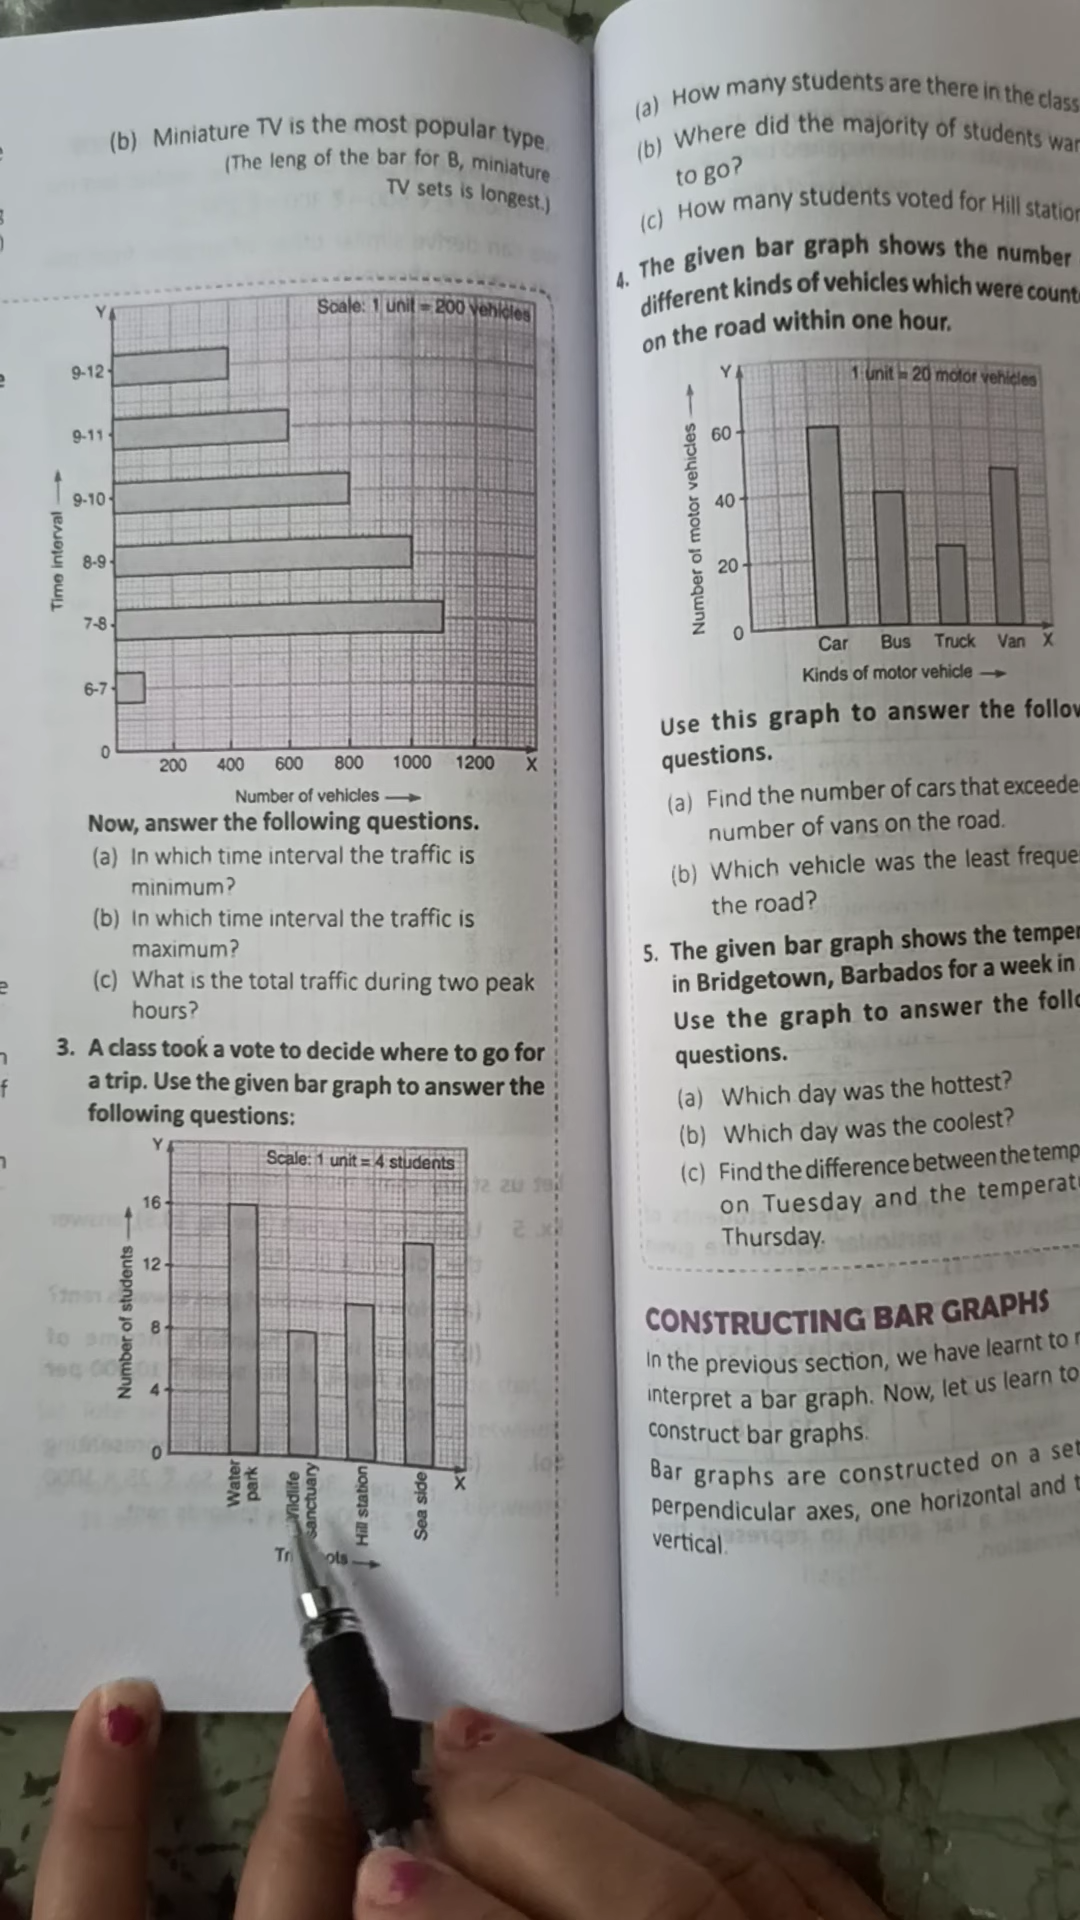 (b) Miniature TV is the most popular type.
(The leng of the bar for B, miniature
TV sets is longest.)
Y
Scale: 1 unit = 200 vehicles
9-12
9-11
9-10
8-9
7-8
6-7
0
Time interval
200 400 600 800 1000 1200 X
Number of vehicles
Now, answer the following questions.
(a) In which time interval the traffic is
minimum?
(b) In which time interval the traffic is
maximum?
(c) What is the total traffic during two peak
hours?
3. A class took a vote to decide where to go for
a trip. Use the given bar graph to answer the
following questions:
Y
Scale: 1 unit = 4 students
16
12
8
4
0
Number of students
Water
park
sanctuary
Hill station
Sea side
X
(a) How many students are there in the class
(b) Where did the majority of students
to go?
(c) How many students voted for Hill
4. The given bar graph shows the number
different kinds of vehicles which were
on the road within one hour.
Y
1 unit = 20 motor vehicles
60
40
20
0
Number of motor vehicles
Car Bus Truck Van X
Kinds of motor vehicle
Use this graph to answer the
questions.
(a) Find the number of cars that
number of vans on the road.
(b) Which vehicle was the least
the road?
5. The given bar graph shows the
in Bridgetown, Barbados for a week in
Use the graph to answer the
questions.
(a) Which day was the hottest?
(b) Which day was the coolest?
(c) Find the difference between the
on Tuesday and the
Thursday.
CONSTRUCTING BAR GRAPHS
In the previous section, we have learnt to
interpret a bar graph. Now, let us learn to
construct bar graphs.
Bar graphs are constructed on a set
perpendicular axes, one horizontal and
vertical.